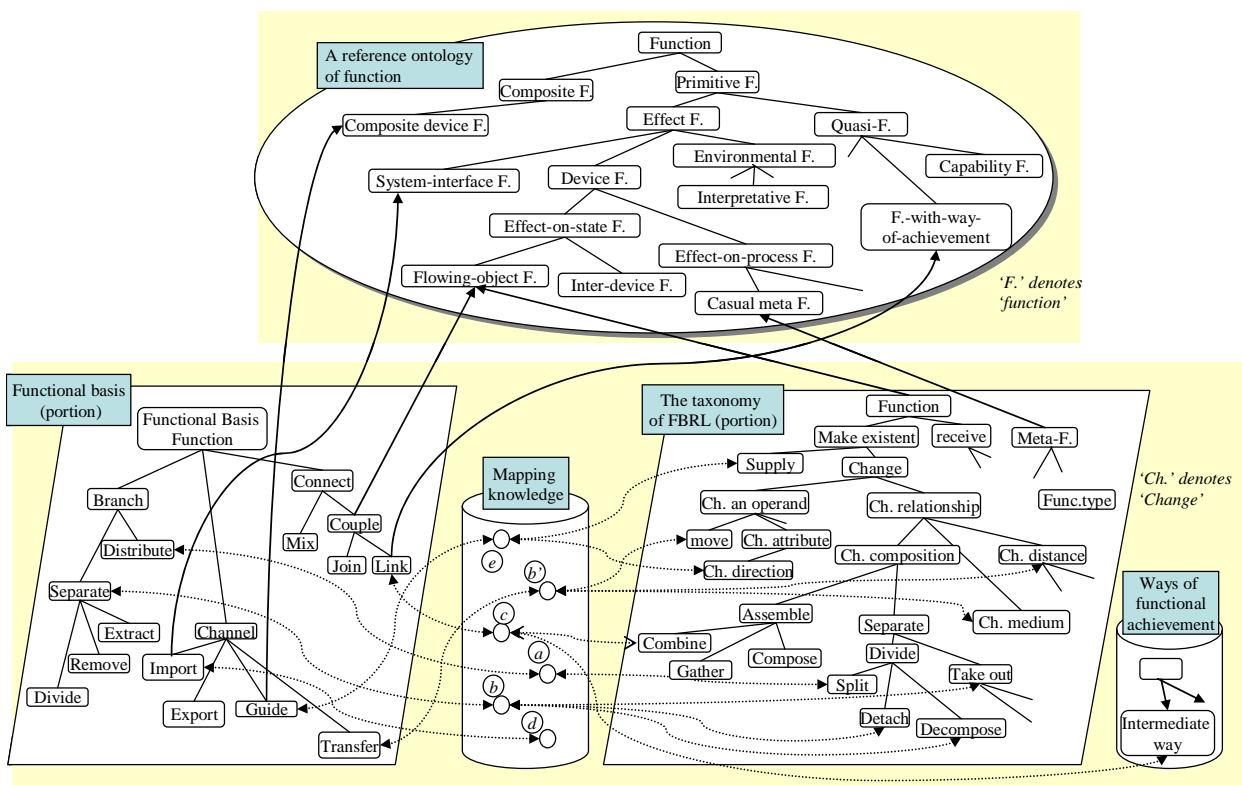 A reference ontology
of function
Function
Composite F.
Primitive F.
Composite device F.
Effect F.
Quasi-F.
System-interface F.
Device F.
Environmental F.
Capability F.
Interpretative F.
Effect-on-state F.
F.-with-way-
of-achievement
Effect-on-process F.
Flowing-object F.
Inter-device F.
Casual meta F.
'F.' denotes
'function'
Functional basis
(portion)
Functional Basis
Function
Branch
Connect
Distribute
Mix
Couple
Join
Link
Separate
Extract
Remove
Divide
Channel
Import
Export
Guide
Transfer
Mapping
knowledge
e
b'
c
a
b
d
The taxonomy
of FBRL (portion)
Function
Make existent
receive
Meta-F.
Supply
Change
Func.type
Ch. an operand
Ch. relationship
move
Ch. attribute
Ch. direction
Ch. composition
Ch. distance
Assemble
Separate
Ch. medium
Combine
Gather
Compose
Divide
Split
Take out
Detach
Decompose
'Ch.' denotes
'Change'
Ways of
functional
achievement
Intermediate
way